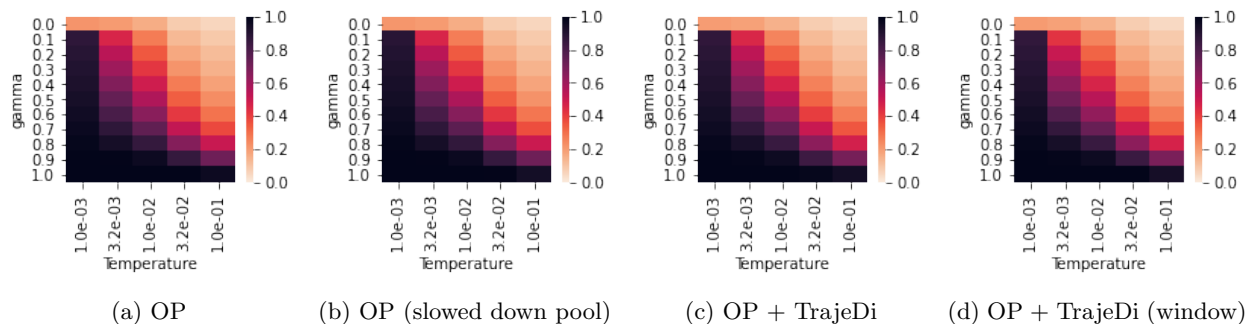 0.0
0.1
0.2
0.3
0.4
0.5
0.6
0.7
0.8
0.9
1.0
gamma
1.0e-03
3.2e-03
1.0e-02
3.2e-02
1.0e-01
Temperature
1.0
0.8
0.6
0.4
0.2
0.0
(a) OP
0.0
0.1
0.2
0.3
0.4
0.5
0.6
0.7
0.8
0.9
1.0
gamma
1.0e-03
3.2e-03
1.0e-02
3.2e-02
1.0e-01
Temperature
1.0
0.8
0.6
0.4
0.2
0.0
(b) OP (slowed down pool)
0.0
0.1
0.2
0.3
0.4
0.5
0.6
0.7
0.8
0.9
1.0
gamma
1.0e-03
3.2e-03
1.0e-02
3.2e-02
1.0e-01
Temperature
1.0
0.8
0.6
0.4
0.2
0.0
(c) OP + TrajeDi
0.0
0.1
0.2
0.3
0.4
0.5
0.6
0.7
0.8
0.9
1.0
gamma
1.0e-03
3.2e-03
1.0e-02
3.2e-02
1.0e-01
Temperature
1.0
0.8
0.6
0.4
0.2
0.0
(d) OP + TrajeDi (window)